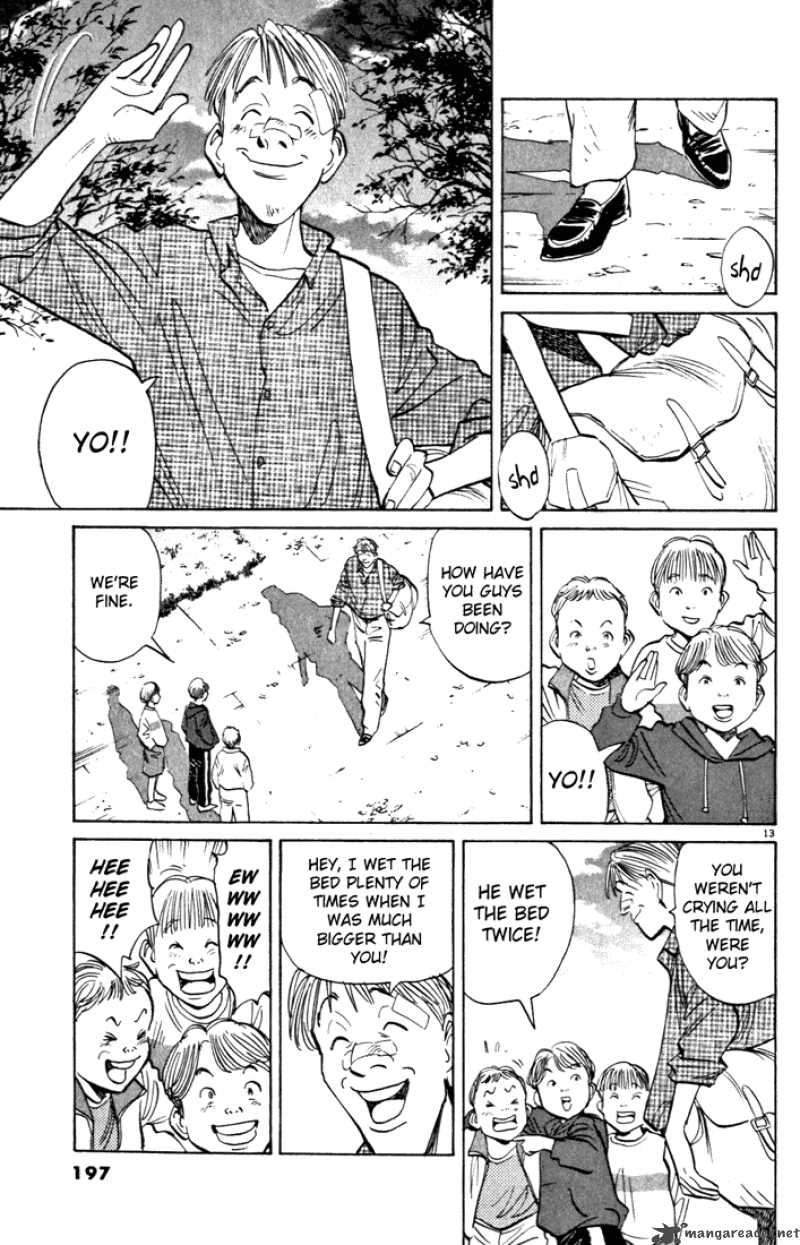 shd
YO!!
shd
YO!!
HOW HAVE
YOU GUYS
BEEN
DOING?
WE'RE
FINE.
13
YOU
WEREN'T
CRYING ALL
THE TIME,
WERE
YOU?
HE WET
THE BED
TWICE!
HEY, I WET THE
BED PLENTY OF
TIMES WHEN I
WAS MUCH
BIGGER THAN
YOU!
EW
WW
WW
WW
!!
HEE
HEE
HEE
!!
197
mangareader.net